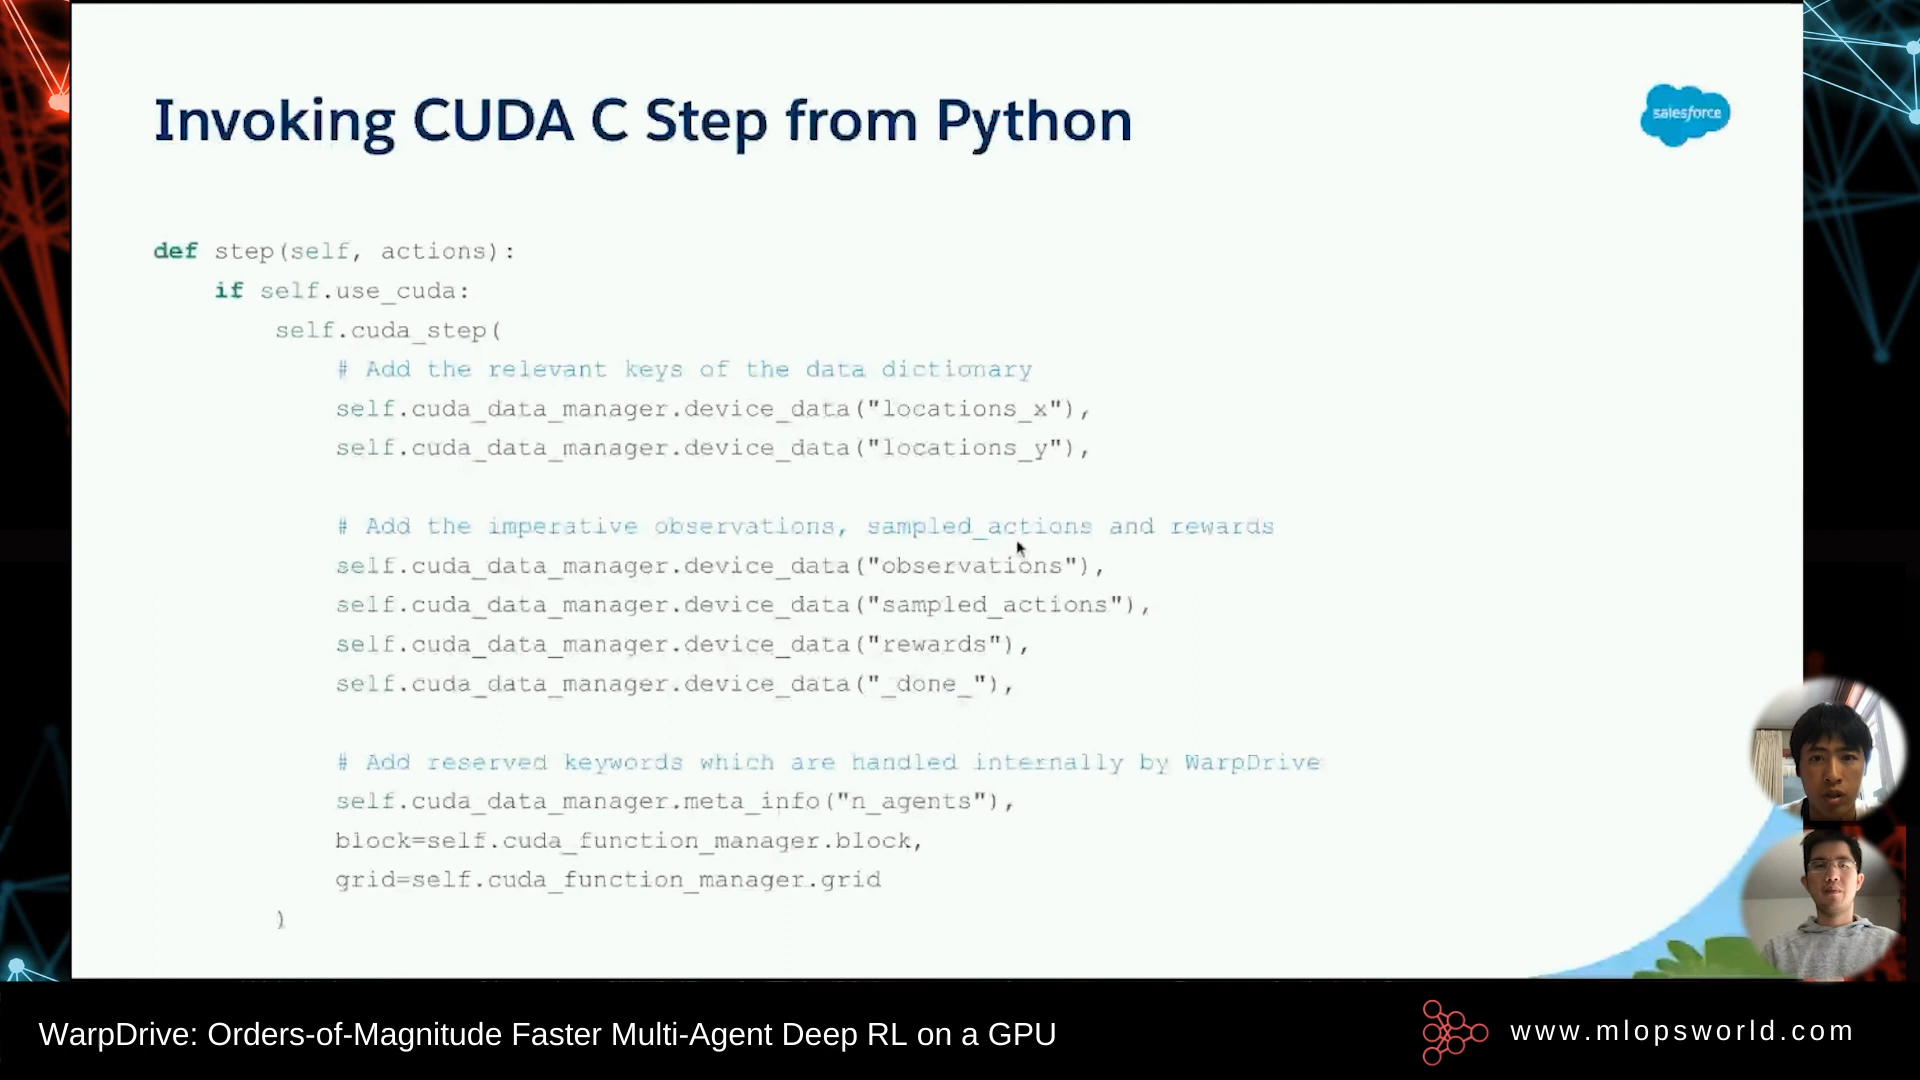 Invoking CUDA C Step from Python
salesforce
def step(self, actions):
if self.use_cuda:
self.cuda_step(
# Add the relevant keys of the data dictionary
self.cuda_data_manager.device_data("locations_x"),
self.cuda_data_manager.device_data("locations_y"),
# Add the imperative observations, sampled_actions and rewards
self.cuda_data_manager.device_data("observations"),
self.cuda_data_manager.device_data("sampled_actions"),
self.cuda_data_manager.device_data("rewards"),
self.cuda_data_manager.device_data("_done_"),
# Add reserved keywords which are handled internally by WarpDrive
self.cuda_data_manager.meta_info("n_agents"),
block=self.cuda_function_manager.block,
grid=self.cuda_function_manager.grid
)
WarpDrive: Orders-of-Magnitude Faster Multi-Agent Deep RL on a GPU
www.mlopsworld.com